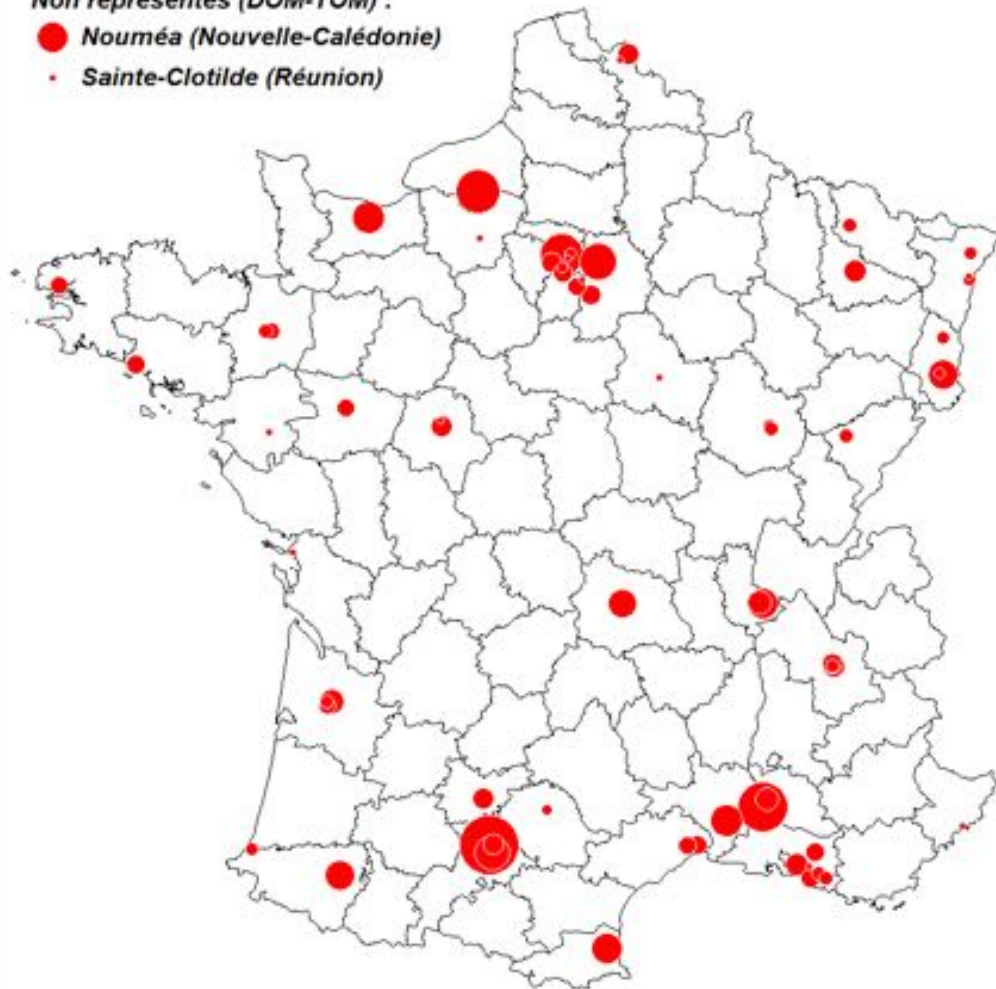 Non représentés (DOM-TOM) :
Nouméa (Nouvelle-Calédonie)
Sainte-Clotilde (Réunion)